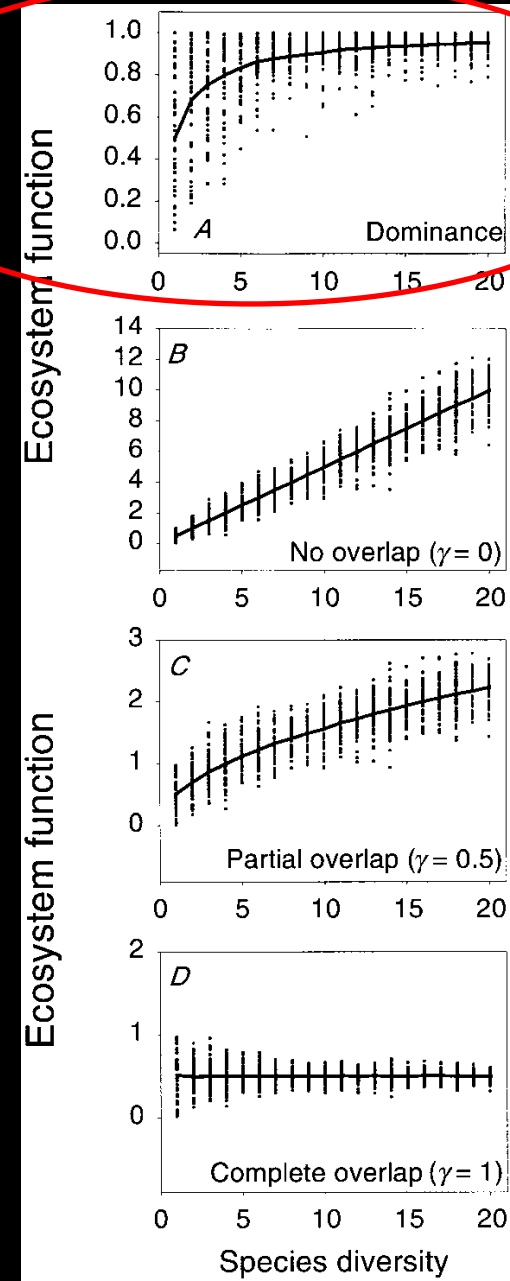 Ecosystem function
1.0
0.8
0.6
0.4
0.2
0.0
A
Dominance
0 5 10 15 20
14
12
10
8
6
4
2
0
B
No overlap (γ = 0)
0 5 10 15 20
Ecosystem function
3
2
1
0
C
Partial overlap (γ = 0.5)
0 5 10 15 20
2
1
0
D
Complete overlap (γ = 1)
0 5 10 15 20
Species diversity